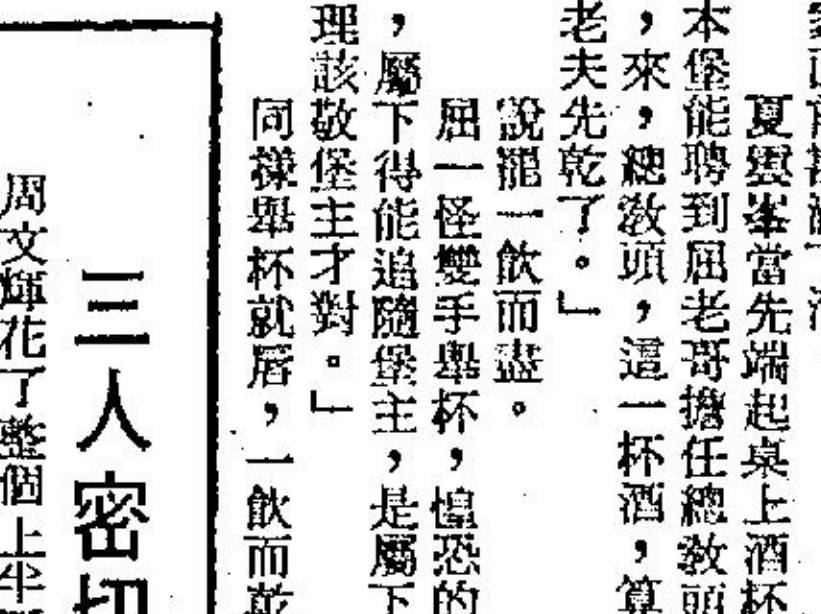 夏雲峯當先端起桌上酒杯
本堡能聘到屈老哥擔任總教頭
，來，總教頭，這一杯酒，算
老夫先乾了。」
說罷一飲而盡。
屈一怪雙手舉杯，惶恐的
，屬下得能追隨堡主，是屬下
理該敬堡主才對。」
同樣舉杯就唇，一飲而乾
三人密切
周文輝花了整個上半